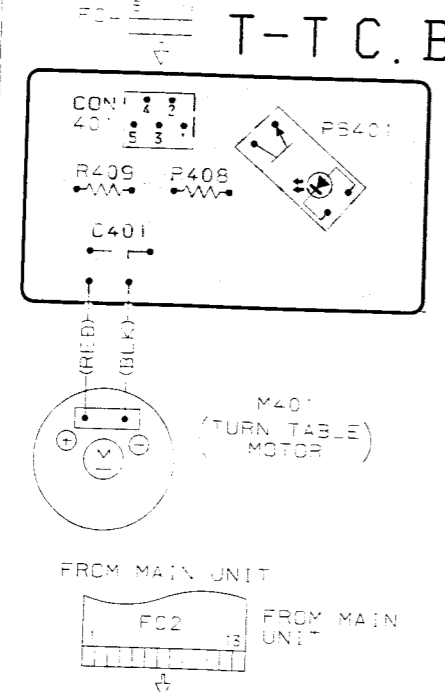 T-T C.B
CON
401
4 2
5 3 1
PS401
R409
R408
C401
(RED)
(BLK)
+
M
−
M401
(TURN TABLE
MOTOR)
FROM MAIN UNIT
FC2
1
13
FROM MAIN
UNIT